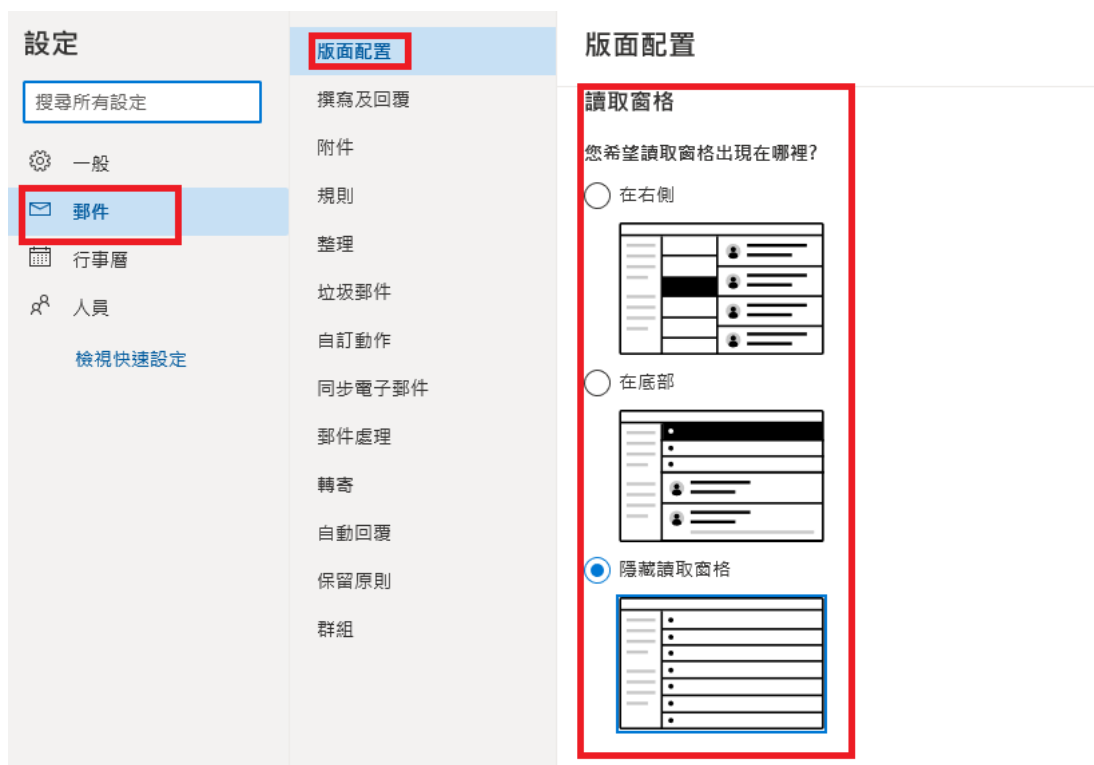 設定
搜尋所有設定
一般
郵件
行事曆
人員
檢視快速設定
版面配置
撰寫及回覆
附件
規則
整理
垃圾郵件
自訂動作
同步電子郵件
郵件處理
轉寄
自動回覆
保留原則
群組
版面配置
讀取窗格
您希望讀取窗格出現在哪裡?
在右側
在底部
隱藏讀取窗格